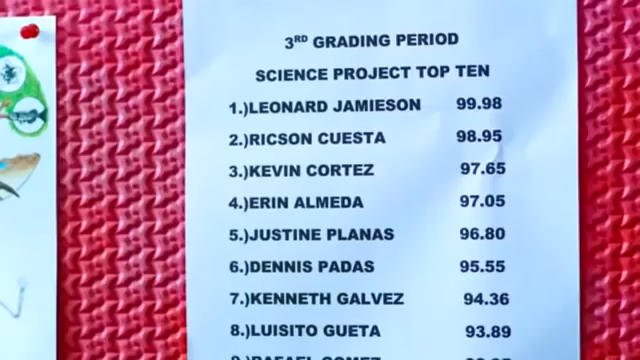 3RD GRADING PERIOD
SCIENCE PROJECT TOP TEN
1.)LEONARD JAMIESON 99.98
2.)RICSON CUESTA 98.95
3.)KEVIN CORTEZ 97.65
4.)ERIN ALMEDA 97.05
5.)JUSTINE PLANAS 96.80
6.)DENNIS PADAS 95.55
7.)KENNETH GALVEZ 94.36
8.)LUISITO GUETA 93.89